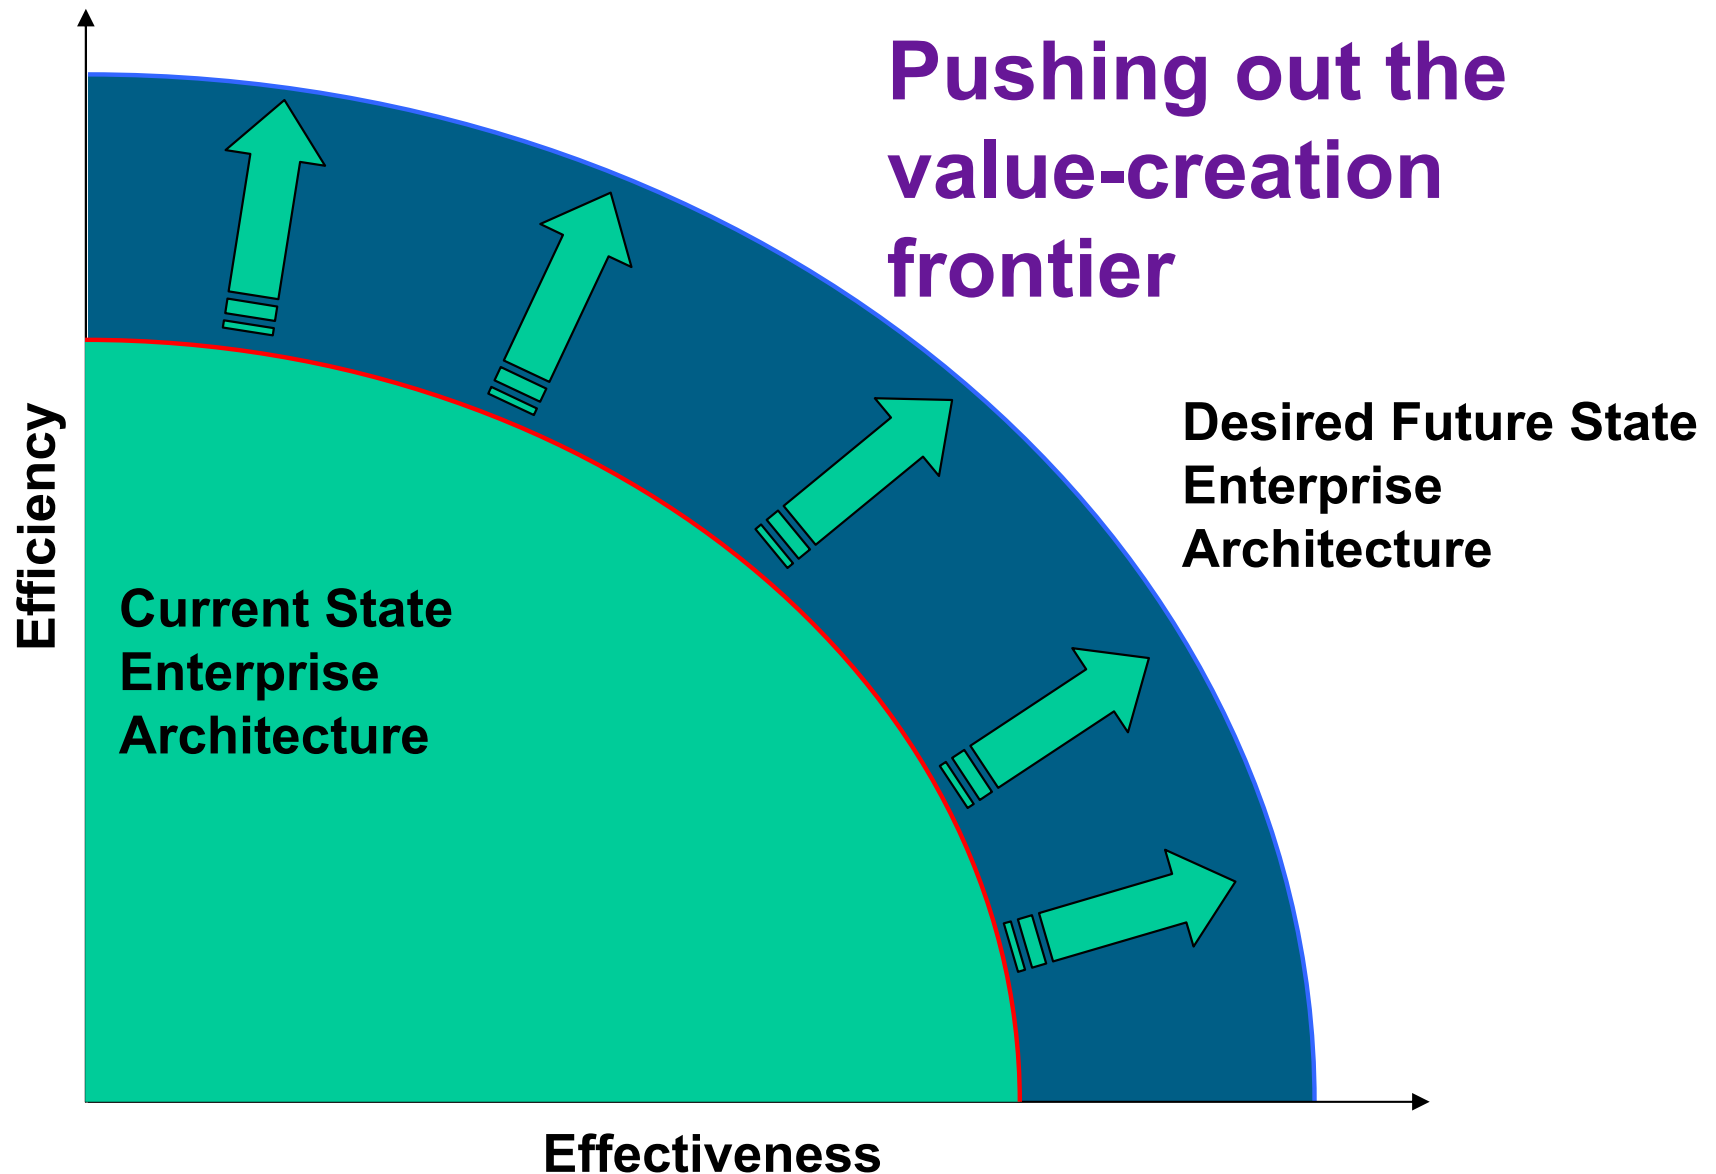 Pushing out the
value-creation
frontier
Desired Future State
Enterprise
Architecture
Efficiency
Current State
Enterprise
Architecture
Effectiveness